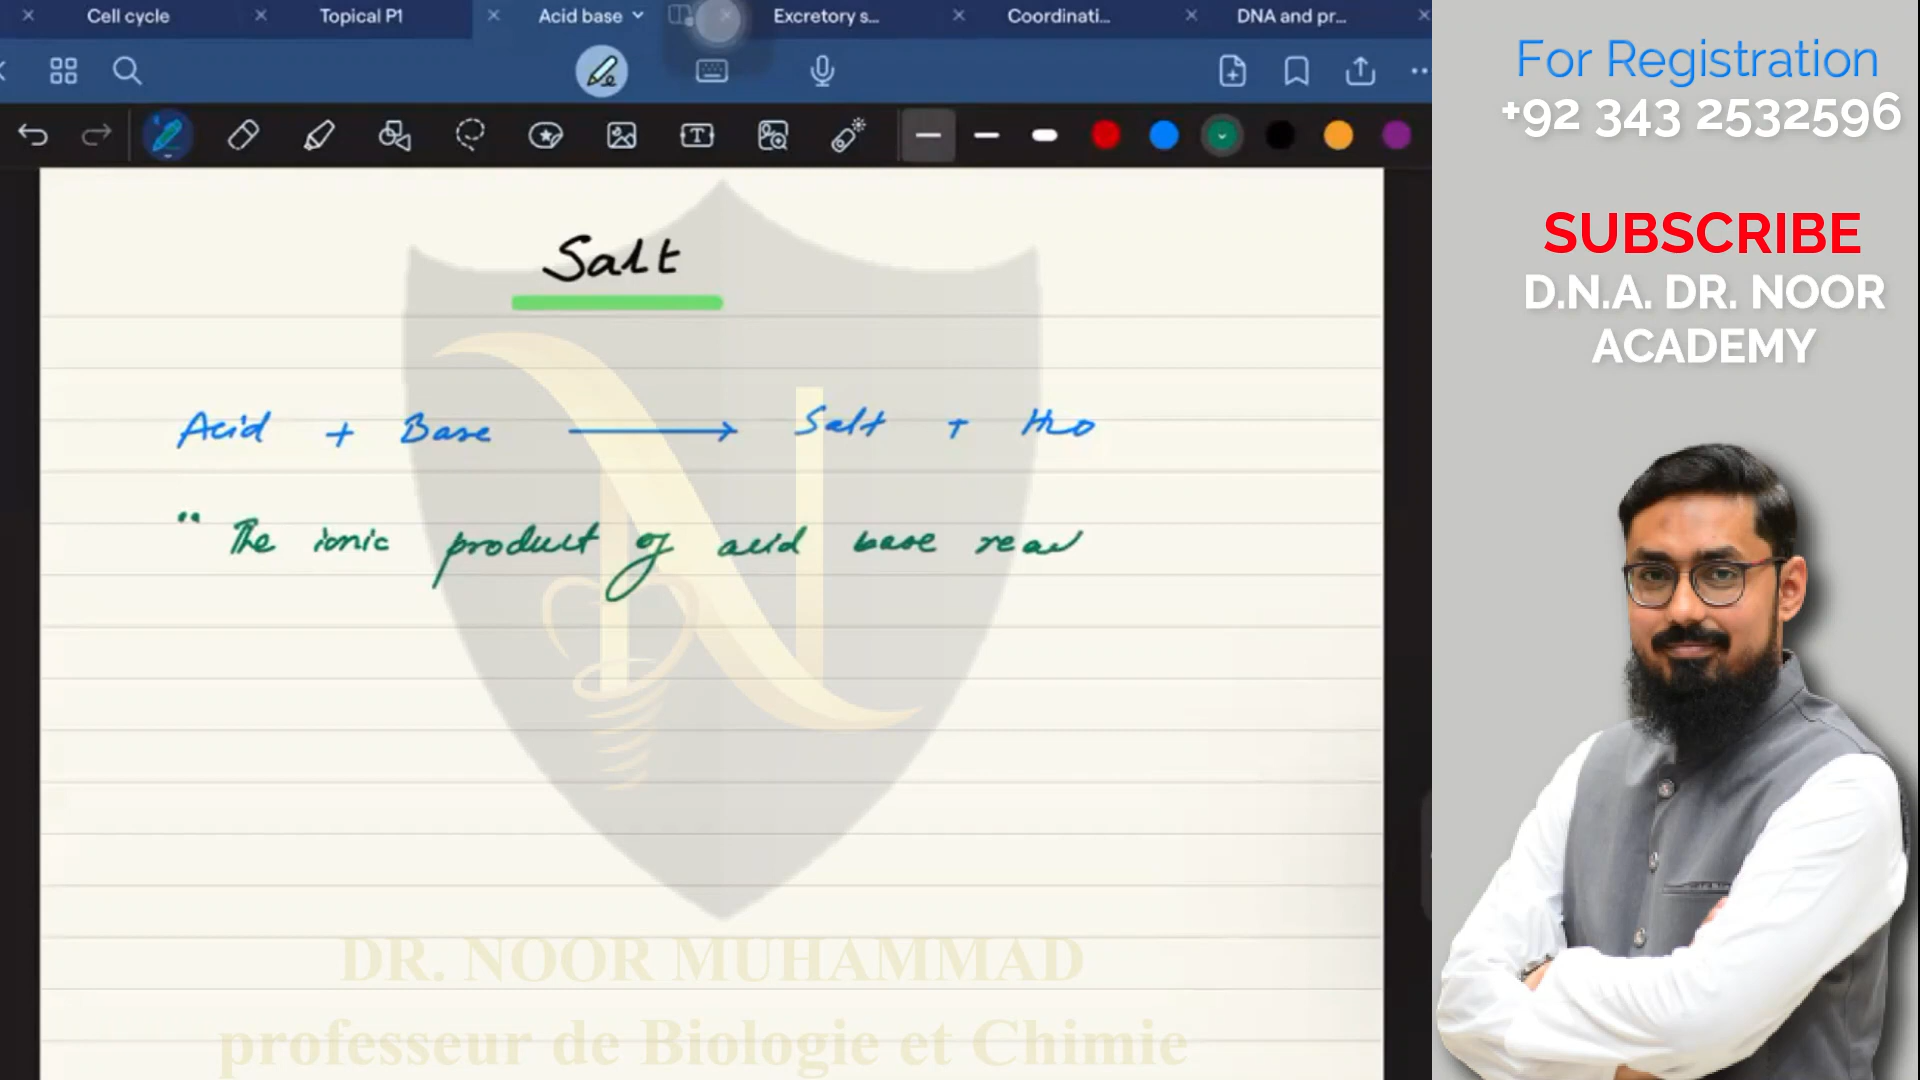 Cell cycle
Topical P1
Acid base
Excretory s...
Coordinati...
DNA and pr...
For Registration
+92 343 2532596
SUBSCRIBE
D.N.A. DR. NOOR
ACADEMY
Salt
Acid + Base → Salt + H2O
" The ionic product of acid base reac
DR. NOOR MUHAMMAD
professeur de Biologie et Chimie